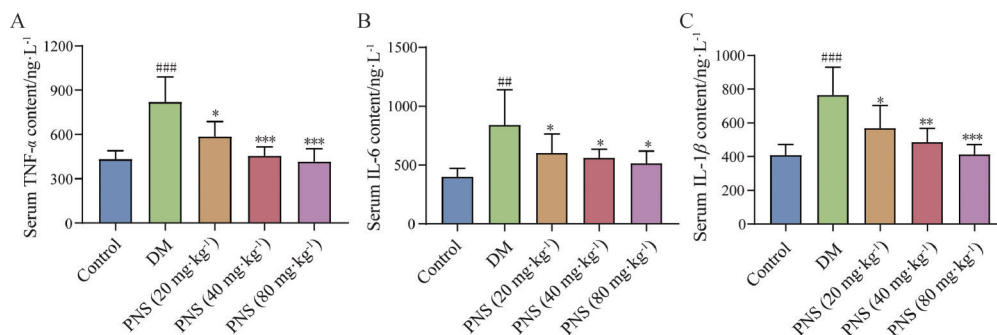 A
Serum TNF-α content/ng·L⁻¹
1200
900
600
300
0
###
*
***
***
Control
DM
PNS (20 mg·kg⁻¹)
PNS (40 mg·kg⁻¹)
PNS (80 mg·kg⁻¹)
B
Serum IL-6 content/ng·L⁻¹
1500
1000
500
0
##
*
*
*
Control
DM
PNS (20 mg·kg⁻¹)
PNS (40 mg·kg⁻¹)
PNS (80 mg·kg⁻¹)
C
Serum IL-1β content/ng·L⁻¹
1000
800
600
400
200
0
###
*
**
***
Control
DM
PNS (20 mg·kg⁻¹)
PNS (40 mg·kg⁻¹)
PNS (80 mg·kg⁻¹)